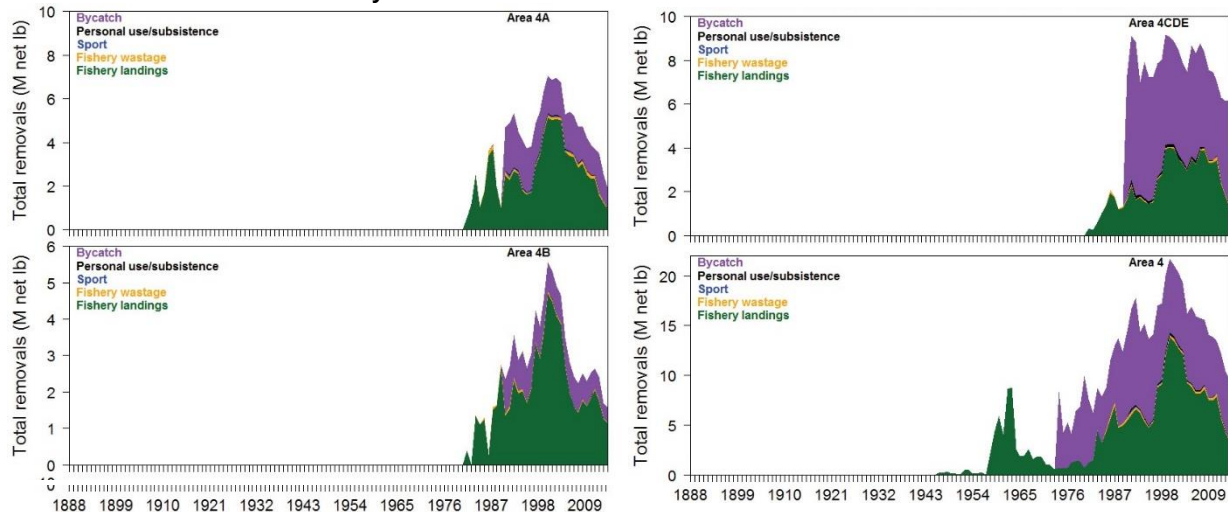 Total removals (M net lb)
10
8
6
4
2
0
Bycatch
Personal use/subsistence
Sport
Fishery wastage
Fishery landings
Area 4A
Total removals (M net lb)
10
8
6
4
2
0
Bycatch
Personal use/subsistence
Sport
Fishery wastage
Fishery landings
Area 4CDE
Total removals (M net lb)
6
5
4
3
2
1
0
Bycatch
Personal use/subsistence
Sport
Fishery wastage
Fishery landings
Area 4B
1888 1899 1910 1921 1932 1943 1954 1965 1976 1987 1998 2009
Total removals (M net lb)
20
15
10
5
0
Bycatch
Personal use/subsistence
Sport
Fishery wastage
Fishery landings
Area 4
1888 1899 1910 1921 1932 1943 1954 1965 1976 1987 1998 2009